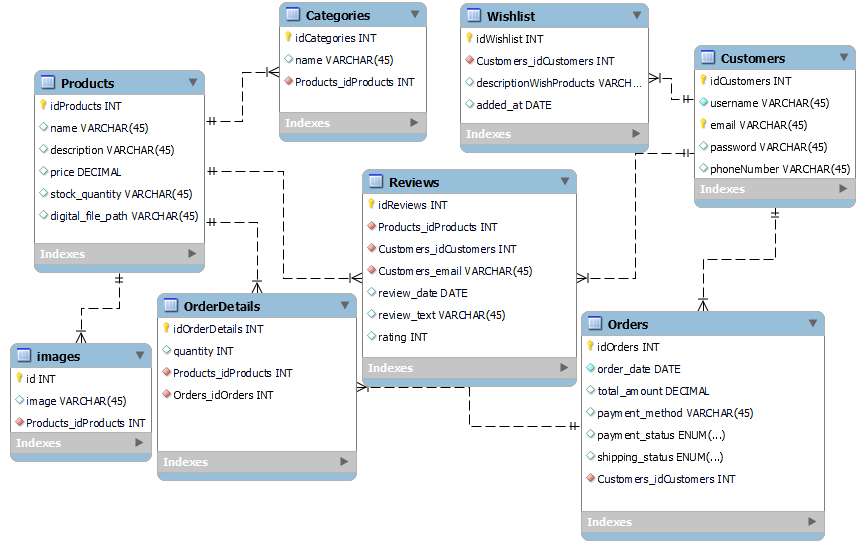 Categories
idCategories INT
name VARCHAR(45)
Products_idProducts INT
Indexes
Wishlist
idWishlist INT
Customers_idCustomers INT
descriptionWishProducts VARCH...
added_at DATE
Indexes
Customers
idCustomers INT
username VARCHAR(45)
email VARCHAR(45)
password VARCHAR(45)
phoneNumber VARCHAR(45)
Indexes
Products
idProducts INT
name VARCHAR(45)
description VARCHAR(45)
price DECIMAL
stock_quantity VARCHAR(45)
digital_file_path VARCHAR(45)
Indexes
Reviews
idReviews INT
Products_idProducts INT
Customers_idCustomers INT
Customers_email VARCHAR(45)
review_date DATE
review_text VARCHAR(45)
rating INT
Indexes
OrderDetails
idOrderDetails INT
quantity INT
Products_idProducts INT
Orders_idOrders INT
Indexes
Orders
idOrders INT
order_date DATE
total_amount DECIMAL
payment_method VARCHAR(45)
payment_status ENUM(...)
shipping_status ENUM(...)
Customers_idCustomers INT
Indexes
images
id INT
image VARCHAR(45)
Products_idProducts INT
Indexes